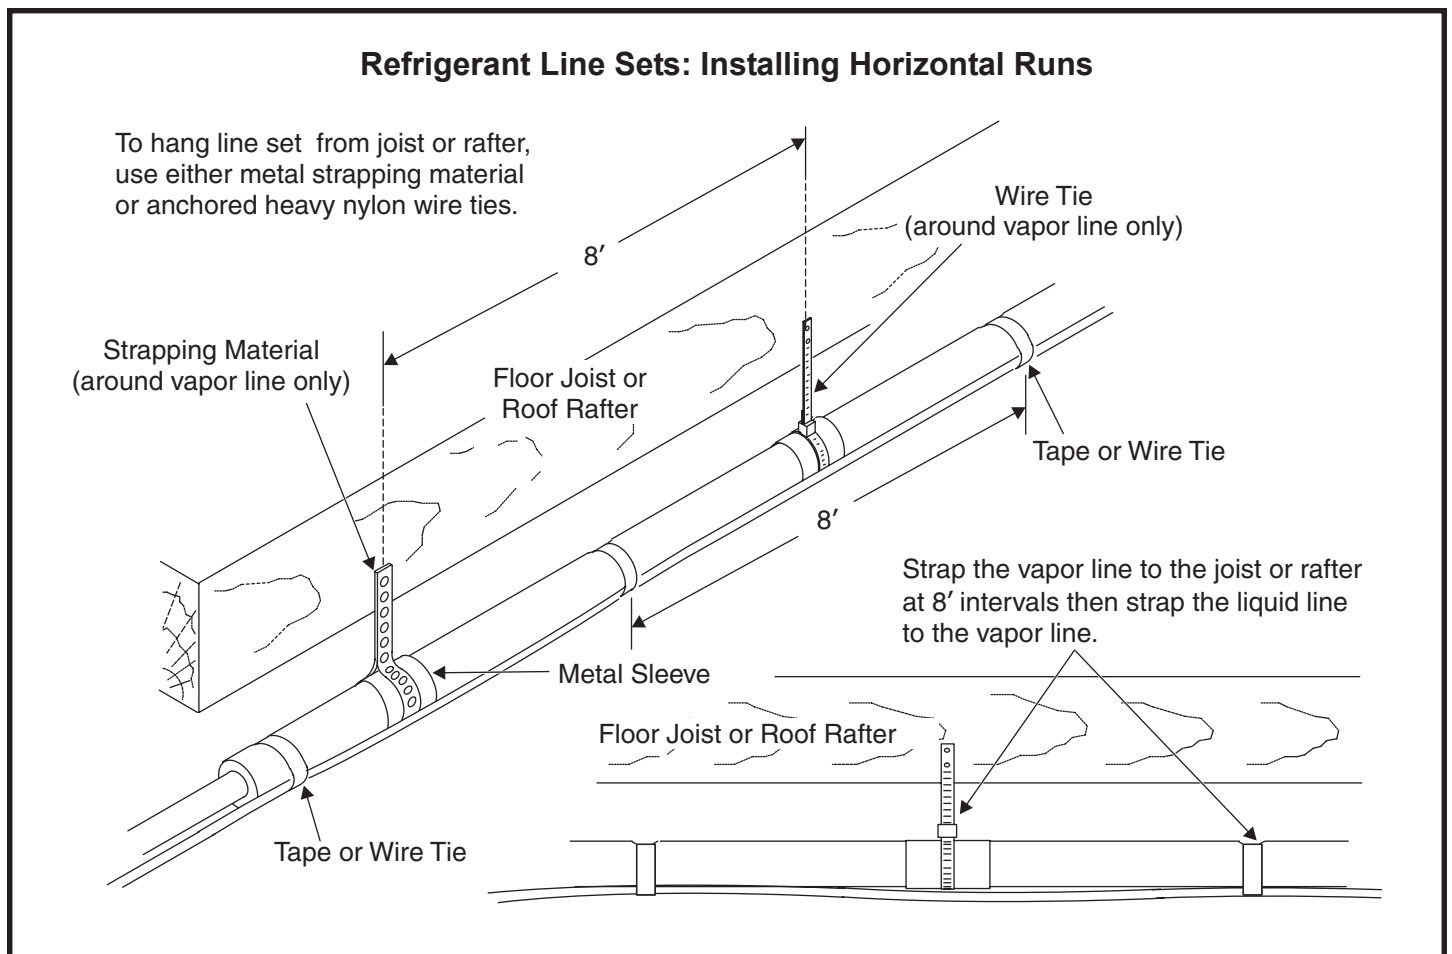 Refrigerant Line Sets: Installing Horizontal Runs
To hang line set from joist or rafter,
use either metal strapping material
or anchored heavy nylon wire ties.
8′
Wire Tie
(around vapor line only)
Strapping Material
(around vapor line only)
Floor Joist or
Roof Rafter
Tape or Wire Tie
8′
Strap the vapor line to the joist or rafter
at 8′ intervals then strap the liquid line
to the vapor line.
Metal Sleeve
Floor Joist or Roof Rafter
Tape or Wire Tie